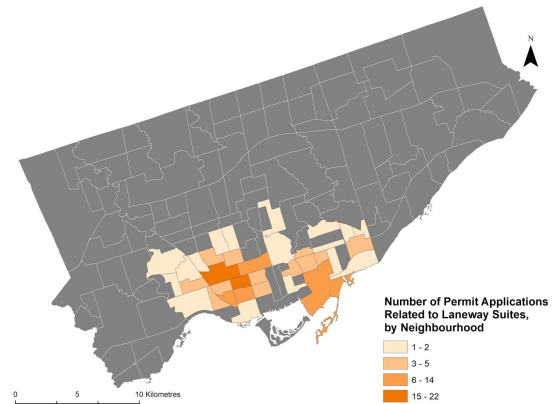 N
Number of Permit Applications
Related to Laneway Suites,
by Neighbourhood
1 - 2
3 - 5
6 - 14
15 - 22
0 5 10 Kilometres